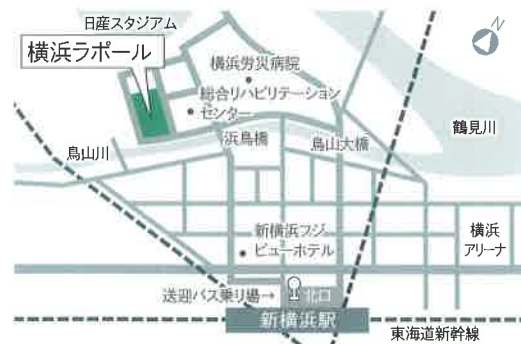 日産スタジアム
N
横浜ラポール
横浜労災病院
総合リハビリテーション
センター
浜鳥橋
鳥山大橋
鶴見川
鳥山川
新横浜フジ
ビューホテル
横浜
アリーナ
送迎バス乗り場→
北口
新横浜駅
東海道新幹線